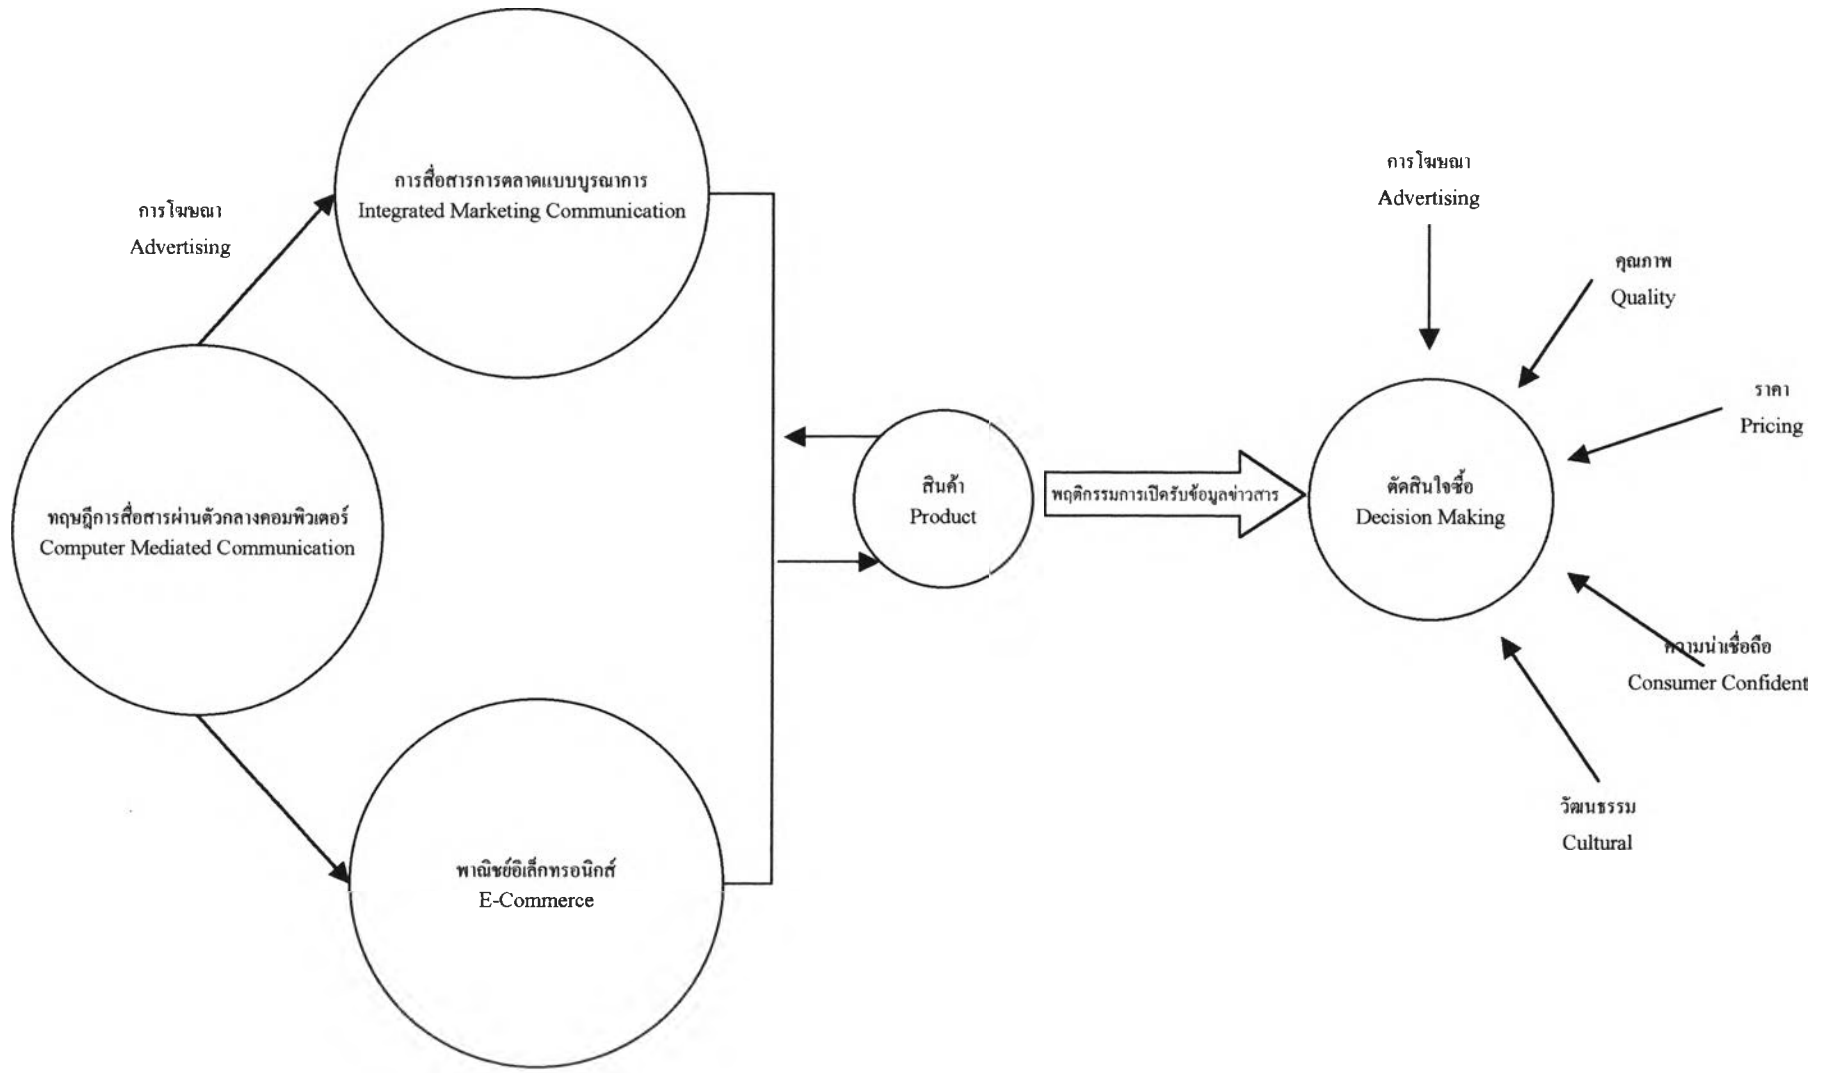 การสื่อสารการตลาดแบบบูรณาการ
Integrated Marketing Communication
การโฆษณา
Advertising
ทฤษฎีการสื่อสารผ่านตัวกลางคอมพิวเตอร์
Computer Mediated Communication
พาณิชย์อิเล็กทรอนิกส์
E-Commerce
สินค้า
Product
พฤติกรรมการเปิดรับข้อมูลข่าวสาร
ตัดสินใจซื้อ
Decision Making
การโฆษณา
Advertising
คุณภาพ
Quality
ราคา
Pricing
ความน่าเชื่อถือ
Consumer Confident
วัฒนธรรม
Cultural